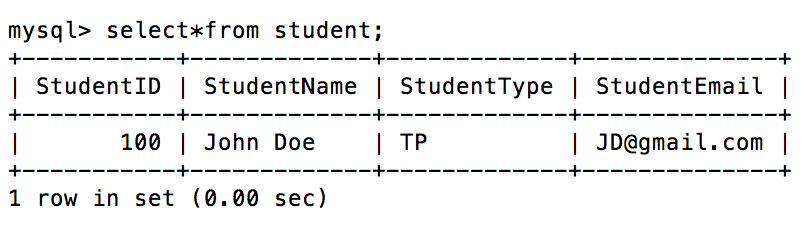 mysql> select*from student;
+-----------+-------------+-------------+--------------+
| StudentID | StudentName | StudentType | StudentEmail |
+-----------+-------------+-------------+--------------+
|       100 | John Doe    | TP          | JD@gmail.com |
+-----------+-------------+-------------+--------------+
1 row in set (0.00 sec)